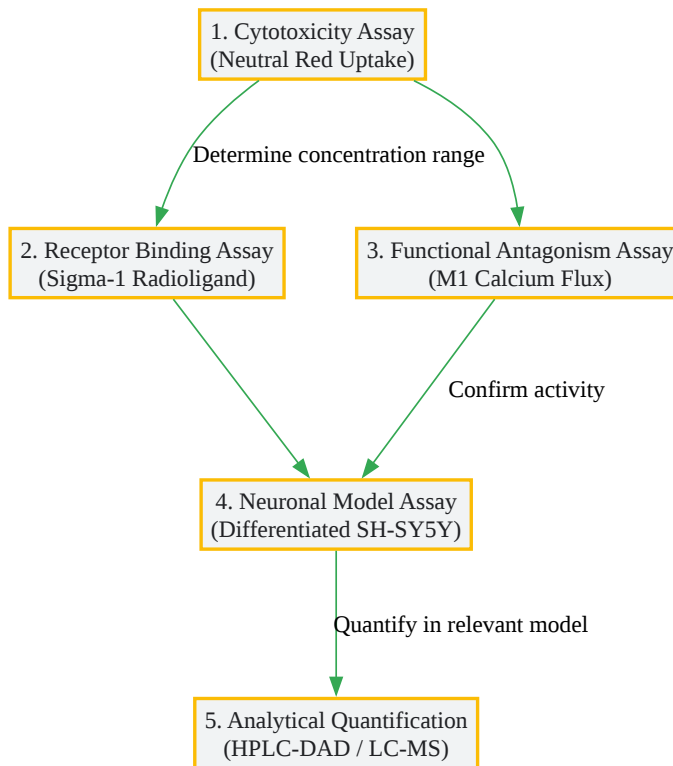 1. Cytotoxicity Assay
(Neutral Red Uptake)
Determine concentration range
2. Receptor Binding Assay
(Sigma-1 Radioligand)
3. Functional Antagonism Assay
(M1 Calcium Flux)
Confirm activity
4. Neuronal Model Assay
(Differentiated SH-SY5Y)
Quantify in relevant model
5. Analytical Quantification
(HPLC-DAD / LC-MS)